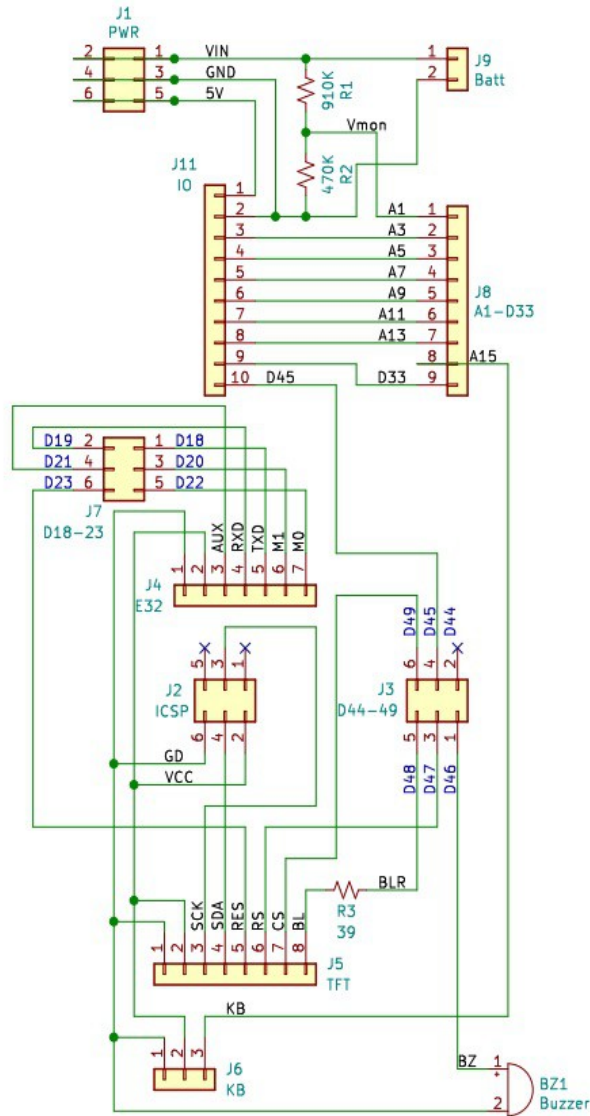 J1
PWR
2 1 VIN
4 3 GND
6 5 5V
1
2
J9
Batt
910K
R1
Vmon
470K
R2
J11
IO
1
2 A1 1
3 A3 2
4 A5 3
5 A7 4
6 A9 5
7 A11 6
8 A13 7
9 8 A15
10 D45 D33 9
J8
A1-D33
D19 2 1 D18
D21 4 3 D20
D23 6 5 D22
J7
D18-23
AUX
RXD
TXD
M1
M0
1 2 3 4 5 6 7
J4
E32
D49
D45
D44
5 3 1
6 4 2
J2
ICSP
J3
D44-49
6 4 2
5 3 1
GD
VCC
D48
D47
D46
SCK
SDA
RES
RS
CS
BL
BLR
R3
39
1 2 3 4 5 6 7 8
J5
TFT
KB
1 2 3
J6
KB
BZ
1
+
2
BZ1
Buzzer